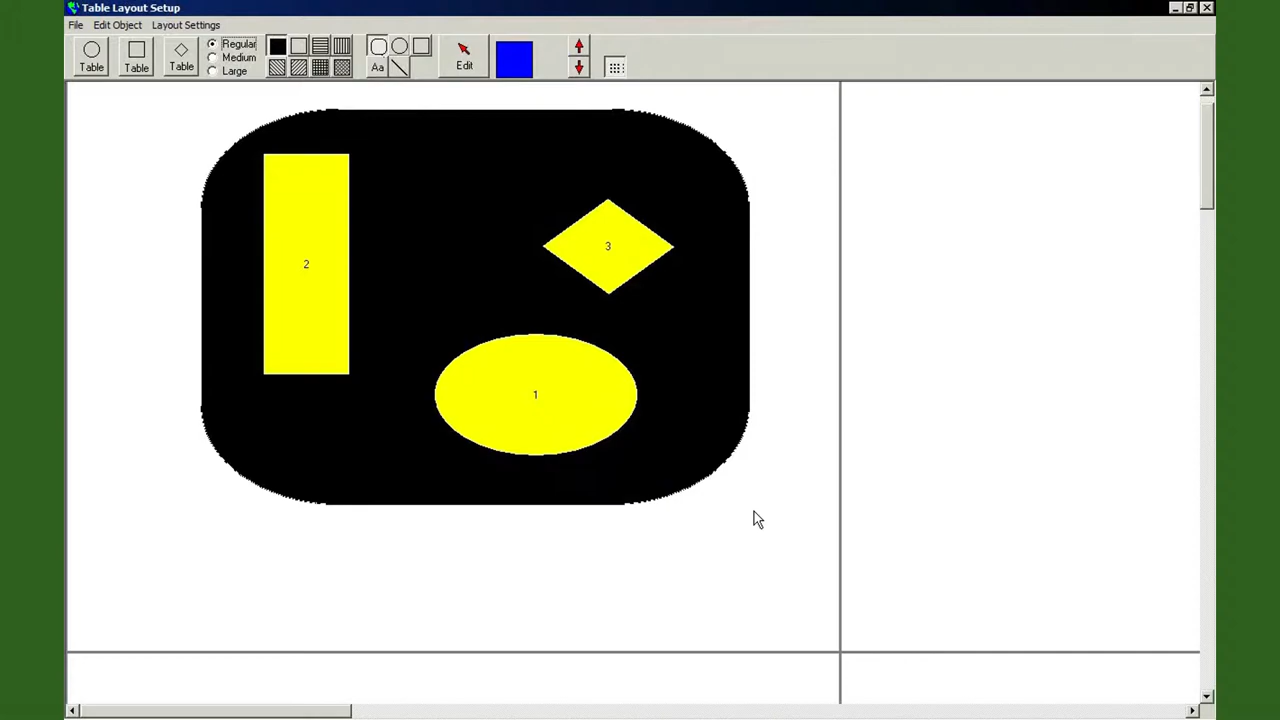 Table Layout Setup
File Edit Object Layout Settings
Table Table Table Regular
Medium
Large
Aa
Edit
2
3
1